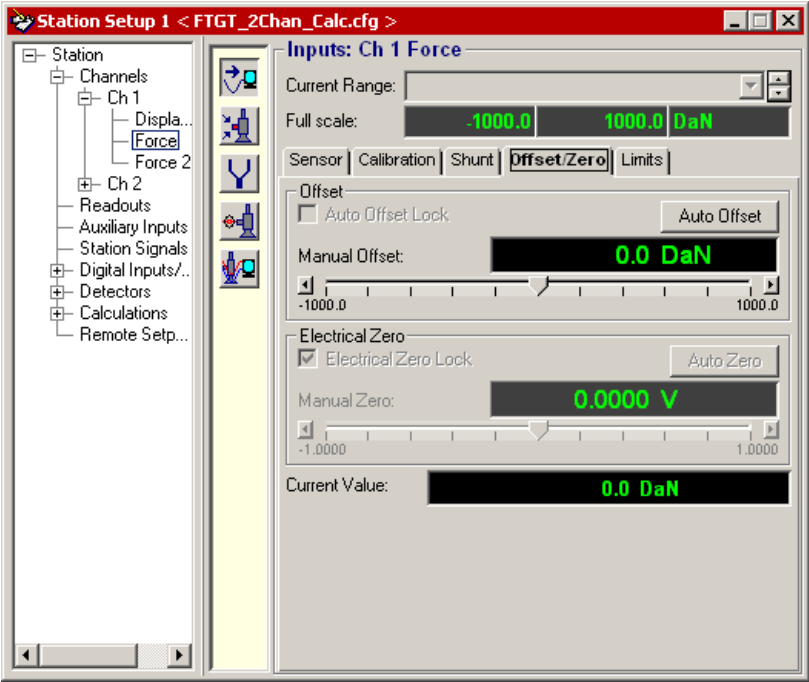 Station Setup 1 < FTGT_2Chan_Calc.cfg >
Station
Channels
Ch 1
Displa...
Force
Force 2
Ch 2
Readouts
Auxiliary Inputs
Station Signals
Digital Inputs/..
Detectors
Calculations
Remote Setp...
Inputs: Ch 1 Force
Current Range:
Full scale: -1000.0 1000.0 DaN
Sensor Calibration Shunt Offset/Zero Limits
Offset
Auto Offset Lock Auto Offset
Manual Offset: 0.0 DaN
-1000.0 1000.0
Electrical Zero
Electrical Zero Lock Auto Zero
Manual Zero: 0.0000 V
-1.0000 1.0000
Current Value: 0.0 DaN